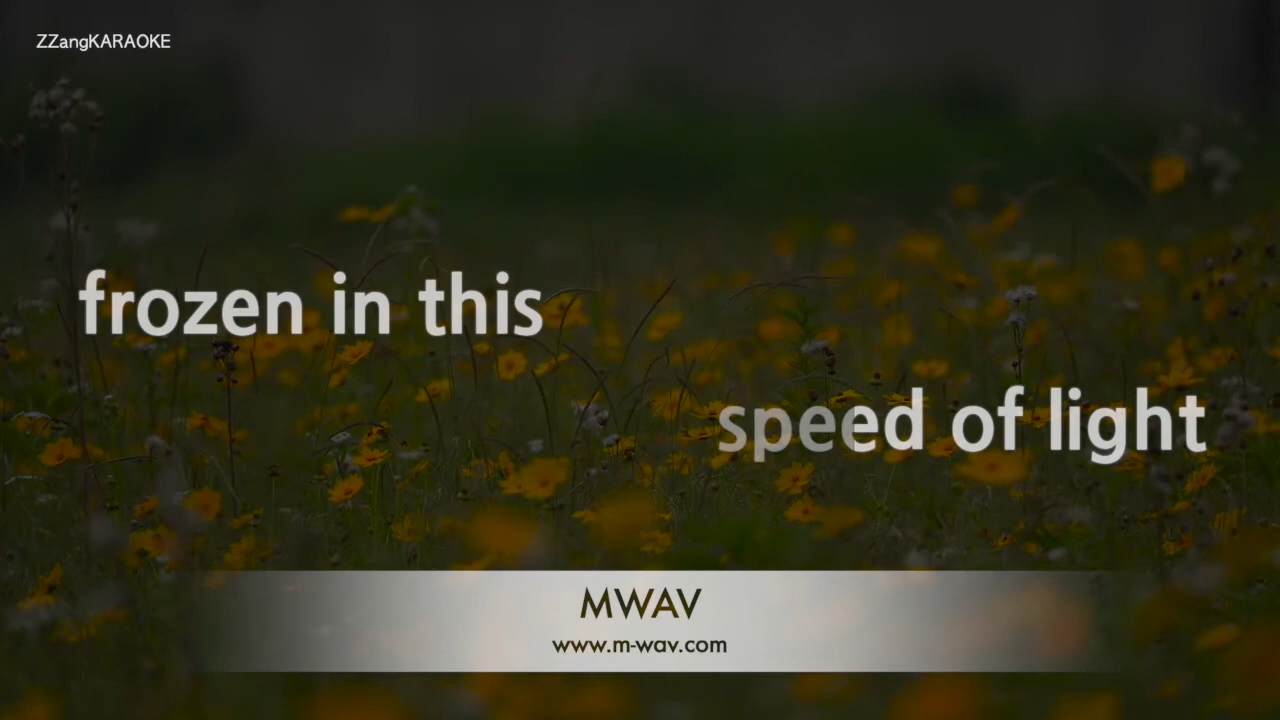 ZZangKARAOKE
frozen in this
speed of light
MWAV
www.m-wav.com